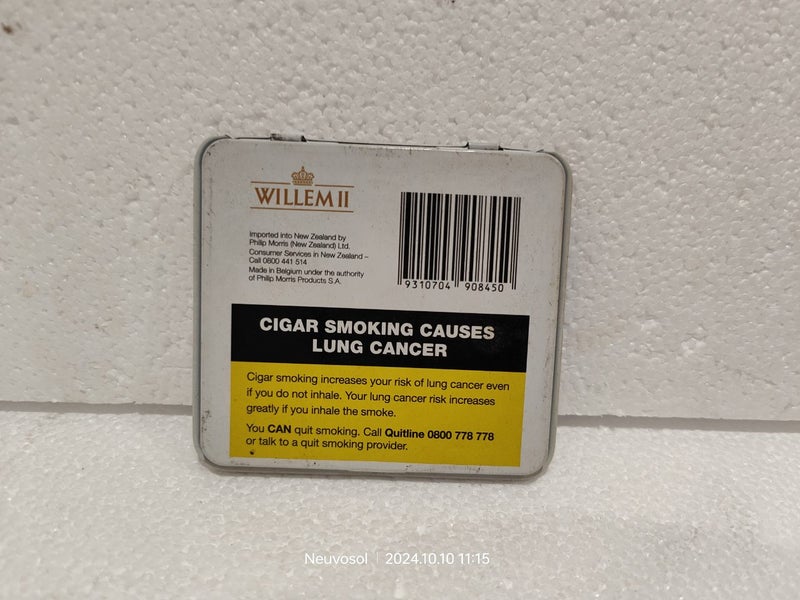 WILLEM II
Imported into New Zealand by
Philip Morris (New Zealand) Ltd.
Consumer Services in New Zealand –
Call 0800 441 514
Made in Belgium under the authority
of Philip Morris Products S.A.
9310704 908450
CIGAR SMOKING CAUSES
LUNG CANCER
Cigar smoking increases your risk of lung cancer even
if you do not inhale. Your lung cancer risk increases
greatly if you inhale the smoke.
You CAN quit smoking. Call Quitline 0800 778 778
or talk to a quit smoking provider.
Neuvosol | 2024.10.10 11:15